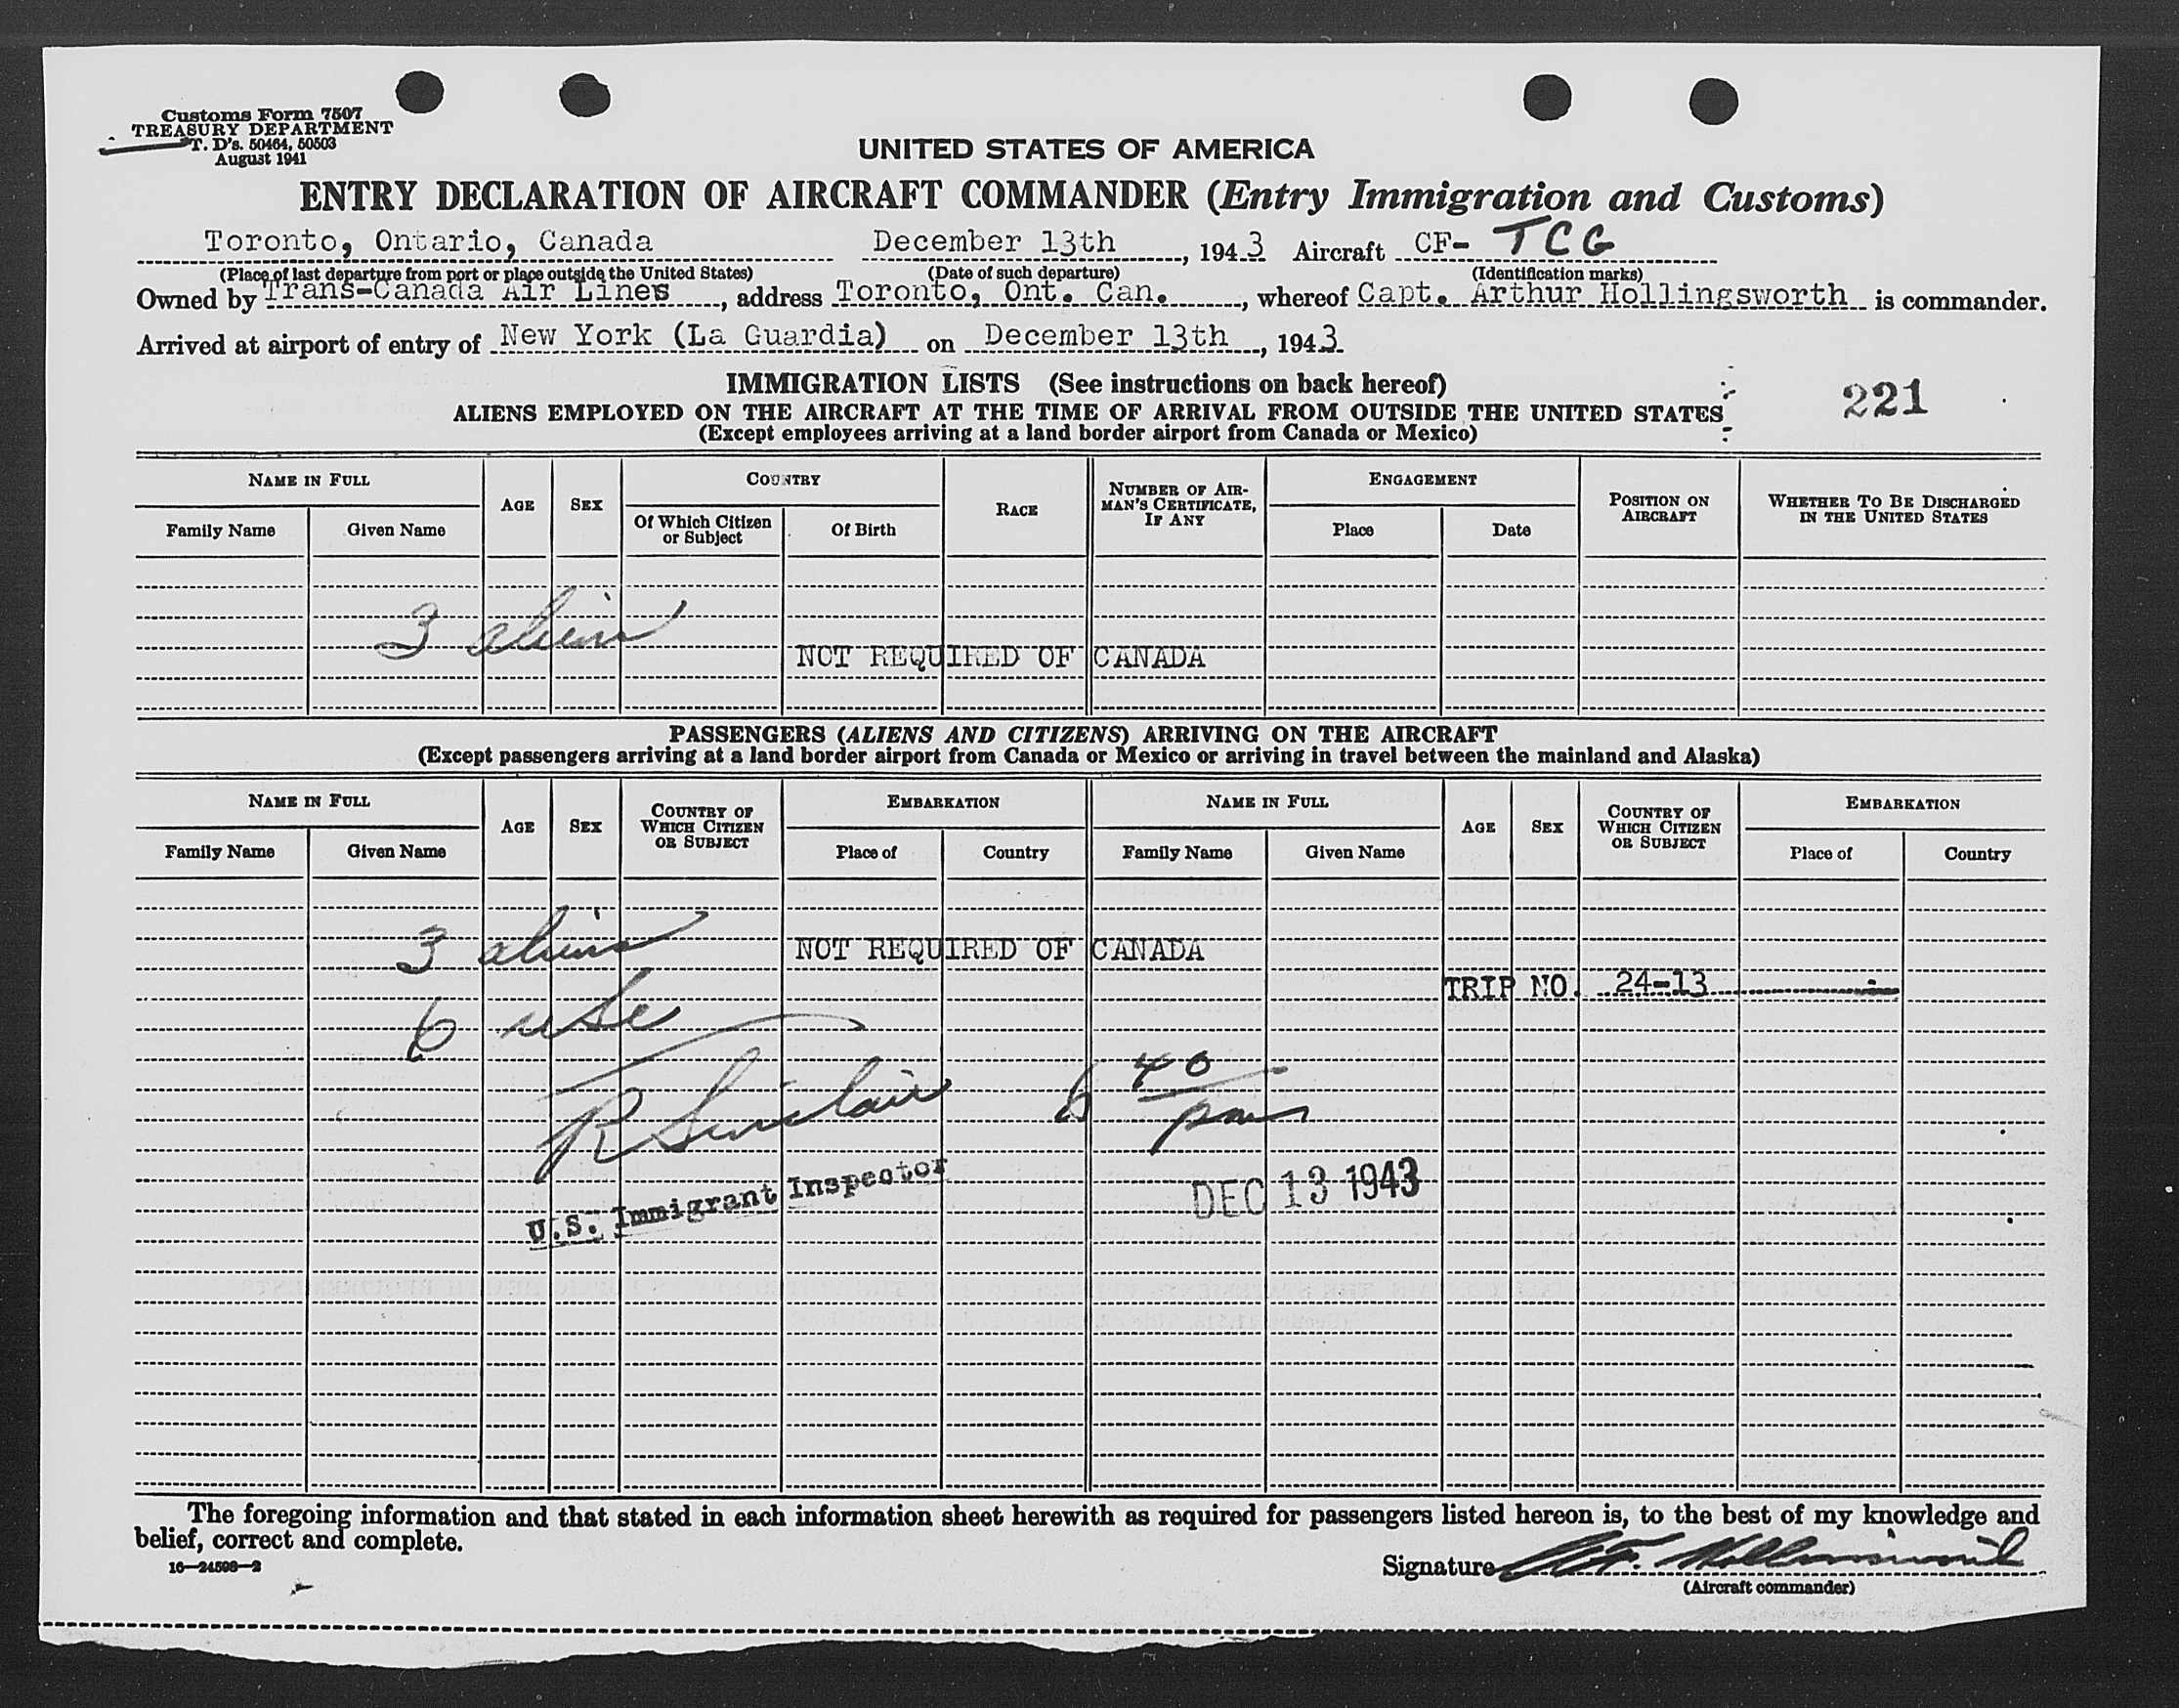 Customs Form 7507
TREASURY DEPARTMENT
T. D's. 50464, 50503
August 1941
UNITED STATES OF AMERICA
ENTRY DECLARATION OF AIRCRAFT COMMANDER (Entry Immigration and Customs)
Toronto, Ontario, Canada December 13th, 1943 Aircraft CF- TCG
(Place of last departure from port or place outside the United States) (Date of such departure) (Identification marks)
Owned by Trans-Canada Air Lines, address Toronto, Ont. Can., whereof Capt. Arthur Hollingsworth is commander.
Arrived at airport of entry of New York (La Guardia) on December 13th, 1943.
IMMIGRATION LISTS (See instructions on back hereof)
221
ALIENS EMPLOYED ON THE AIRCRAFT AT THE TIME OF ARRIVAL FROM OUTSIDE THE UNITED STATES
(Except employees arriving at a land border airport from Canada or Mexico)
NAME IN FULL AGE SEX COUNTRY RACE NUMBER OF AIRMAN'S CERTIFICATE, IF ANY ENGAGEMENT POSITION ON AIRCRAFT WHETHER TO BE DISCHARGED IN THE UNITED STATES
Family Name Given Name Of Which Citizen or Subject Of Birth Place Date
3 aliens
NOT REQUIRED OF CANADA
PASSENGERS (ALIENS AND CITIZENS) ARRIVING ON THE AIRCRAFT
(Except passengers arriving at a land border airport from Canada or Mexico or arriving in travel between the mainland and Alaska)
NAME IN FULL AGE SEX COUNTRY OF WHICH CITIZEN OR SUBJECT EMBARKATION NAME IN FULL AGE SEX COUNTRY OF WHICH CITIZEN OR SUBJECT EMBARKATION
Family Name Given Name Place of Country Family Name Given Name Place of Country
3 aliens NOT REQUIRED OF CANADA
TRIP NO. 24-13
6 usc
R Sinclair 6 40 pm
U.S. Immigrant Inspector DEC 13 1943
The foregoing information and that stated in each information sheet herewith as required for passengers listed hereon is, to the best of my knowledge and
belief, correct and complete.
16—24598-2
Signature Hollingsworth
(Aircraft commander)